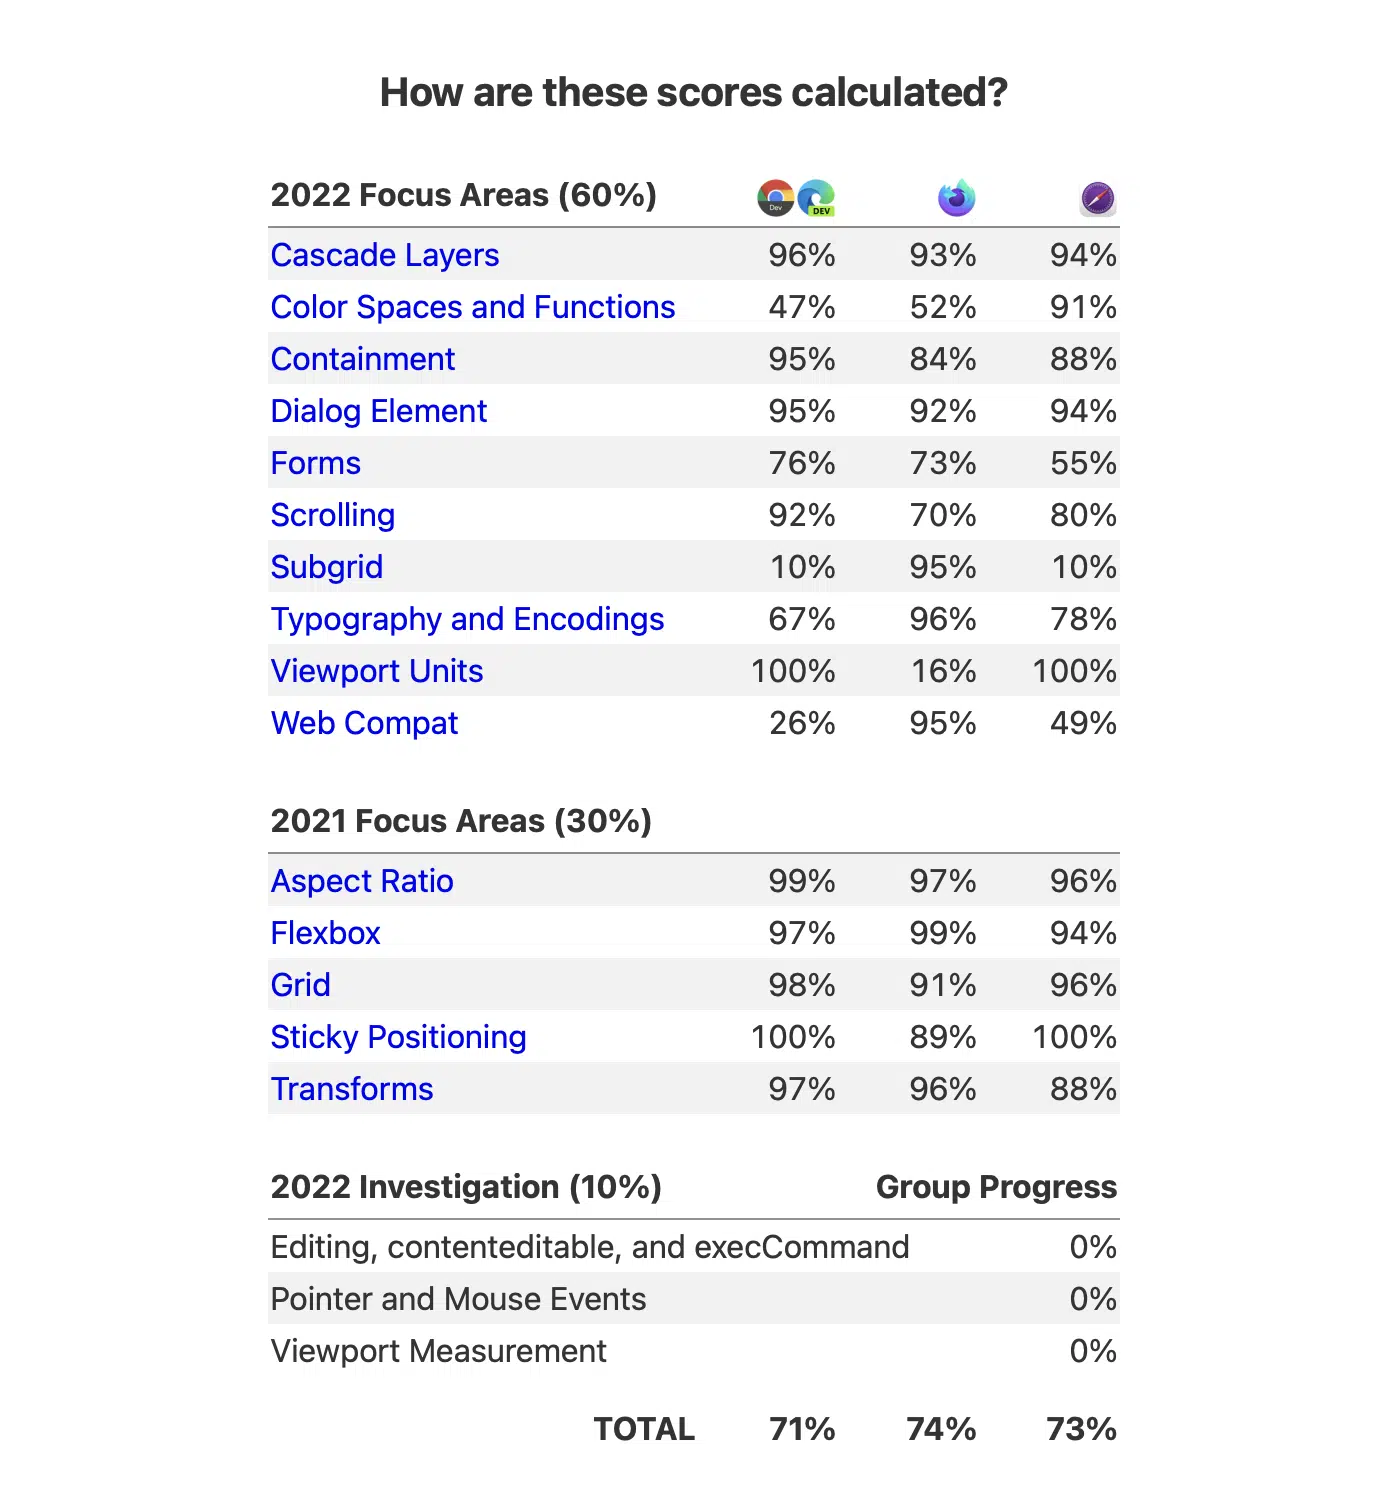 How are these scores calculated?
2022 Focus Areas (60%) Dev DEV
Cascade Layers 96% 93% 94%
Color Spaces and Functions 47% 52% 91%
Containment 95% 84% 88%
Dialog Element 95% 92% 94%
Forms 76% 73% 55%
Scrolling 92% 70% 80%
Subgrid 10% 95% 10%
Typography and Encodings 67% 96% 78%
Viewport Units 100% 16% 100%
Web Compat 26% 95% 49%
2021 Focus Areas (30%)
Aspect Ratio 99% 97% 96%
Flexbox 97% 99% 94%
Grid 98% 91% 96%
Sticky Positioning 100% 89% 100%
Transforms 97% 96% 88%
2022 Investigation (10%) Group Progress
Editing, contenteditable, and execCommand 0%
Pointer and Mouse Events 0%
Viewport Measurement 0%
TOTAL 71% 74% 73%